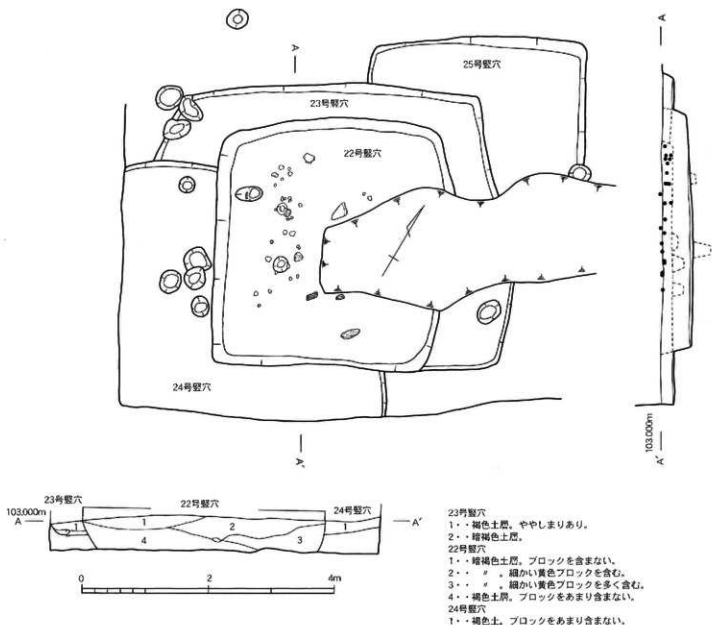 A
25号竪穴
23号竪穴
22号竪穴
24号竪穴
A′
A
103.000m
A′
23号竪穴
22号竪穴
24号竪穴
103.000m
A
1
1
2
4
3
1
A′
0
2
4m
23号竪穴
1・・褐色土層。ややしまりあり。
2・・暗褐色土層。
22号竪穴
1・・暗褐色土層。ブロックを含まない。
2・・ 〃 。細かい黄色ブロックを含む。
3・・ 〃 。細かい黄色ブロックを多く含む。
4・・褐色土層。ブロックをあまり含まない。
24号竪穴
1・・褐色土。ブロックをあまり含まない。